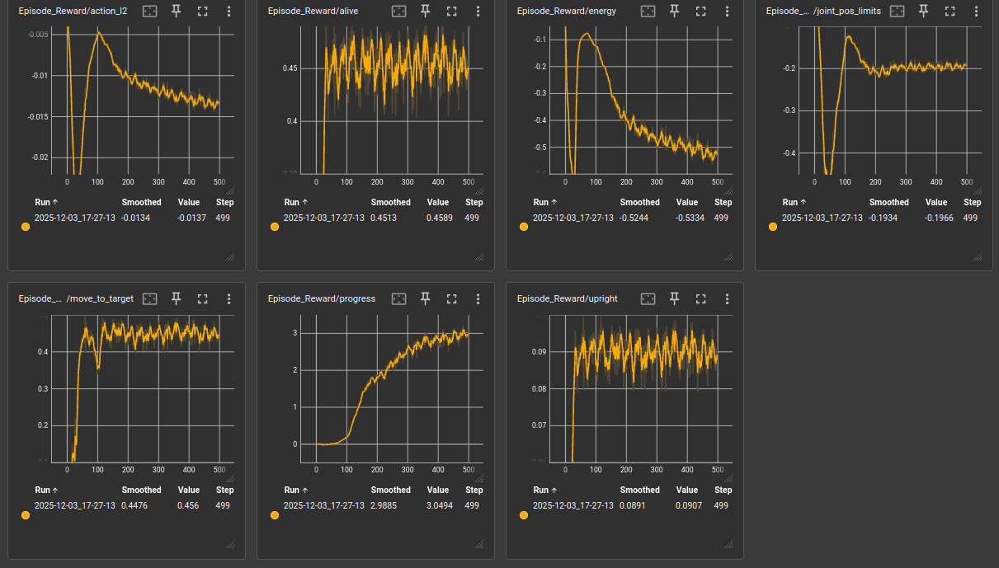 Episode_Reward/action_l2
-0.005
-0.01
-0.015
-0.02
0 100 200 300 400 500
Run ↑ Smoothed Value Step
2025-12-03_17-27-13 -0.0134 -0.0137 499
Episode_Reward/alive
0.45
0.4
0.35
0 100 200 300 400 500
Run ↑ Smoothed Value Step
2025-12-03_17-27-13 0.4513 0.4589 499
Episode_Reward/energy
-0.1
-0.2
-0.3
-0.4
-0.5
-0.6
0 100 200 300 400 500
Run ↑ Smoothed Value Step
2025-12-03_17-27-13 -0.5244 -0.5334 499
Episode_... /joint_pos_limits
-0.2
-0.3
-0.4
0 100 200 300 400 500
Run ↑ Smoothed Value Step
2025-12-03_17-27-13 -0.1934 -0.1966 499
Episode_... /move_to_target
0.4
0.3
0.2
0 100 200 300 400 500
Run ↑ Smoothed Value Step
2025-12-03_17-27-13 0.4476 0.456 499
Episode_Reward/progress
3
2
1
0
0 100 200 300 400 500
Run ↑ Smoothed Value Step
2025-12-03_17-27-13 2.9885 3.0494 499
Episode_Reward/upright
0.09
0.08
0.07
0 100 200 300 400 500
Run ↑ Smoothed Value Step
2025-12-03_17-27-13 0.0891 0.0907 499